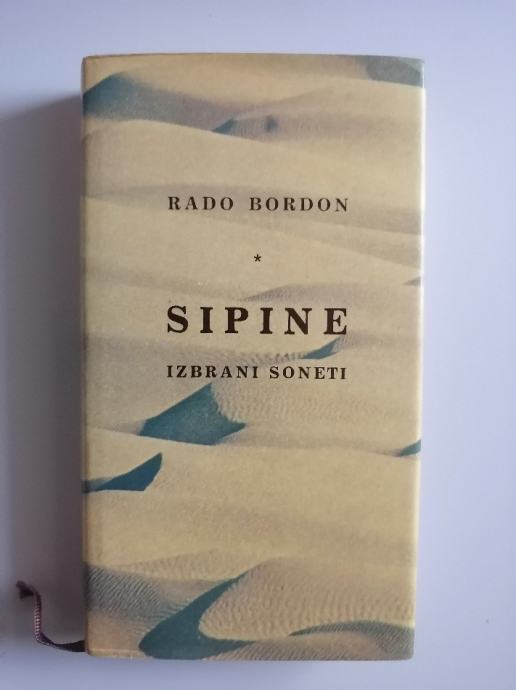 RADO BORDON
*
SIPINE
IZBRANI SONETI